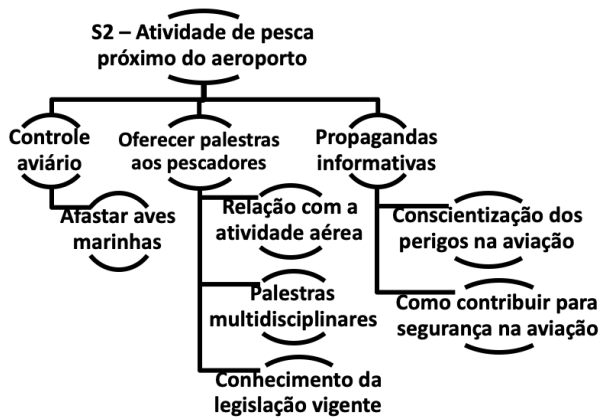 S2 – Atividade de pesca
próximo do aeroporto
Controle
aviário
Afastar aves
marinhas
Oferecer palestras
aos pescadores
Relação com a
atividade aérea
Palestras
multidisciplinares
Conhecimento da
legislação vigente
Propagandas
informativas
Conscientização dos
perigos na aviação
Como contribuir para
segurança na aviação